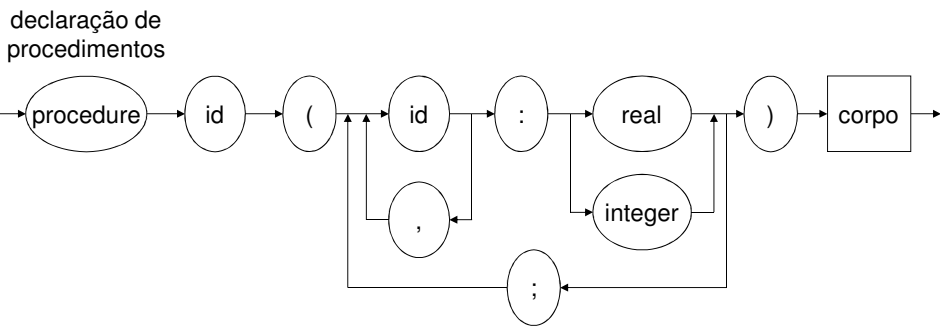 declaração de
procedimentos
procedure id ( id : real ) corpo
, integer
;